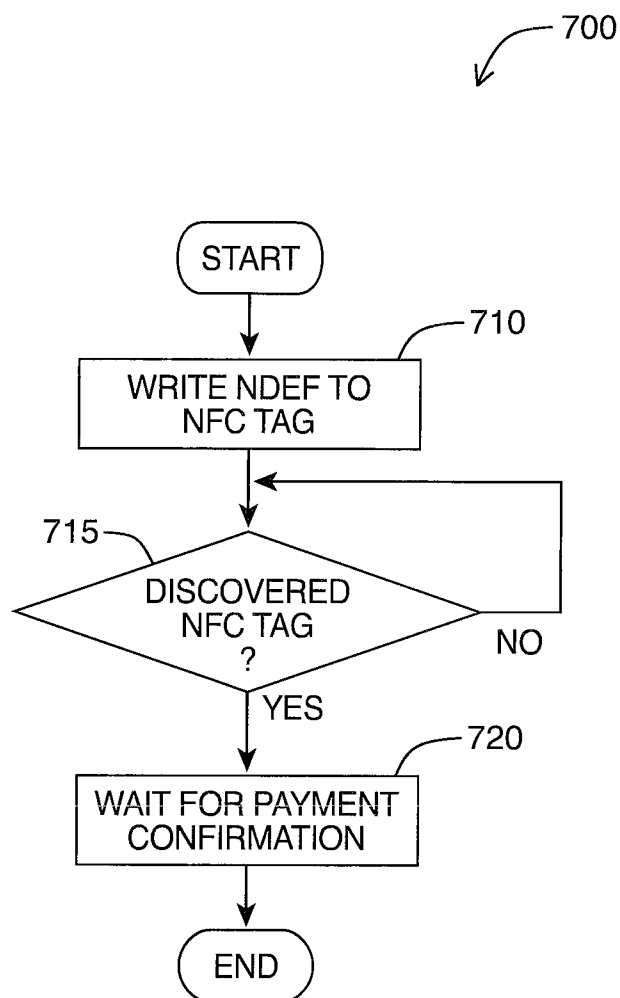 700
START
710
WRITE NDEF TO
NFC TAG
715
DISCOVERED
NFC TAG
?
NO
YES
720
WAIT FOR PAYMENT
CONFIRMATION
END